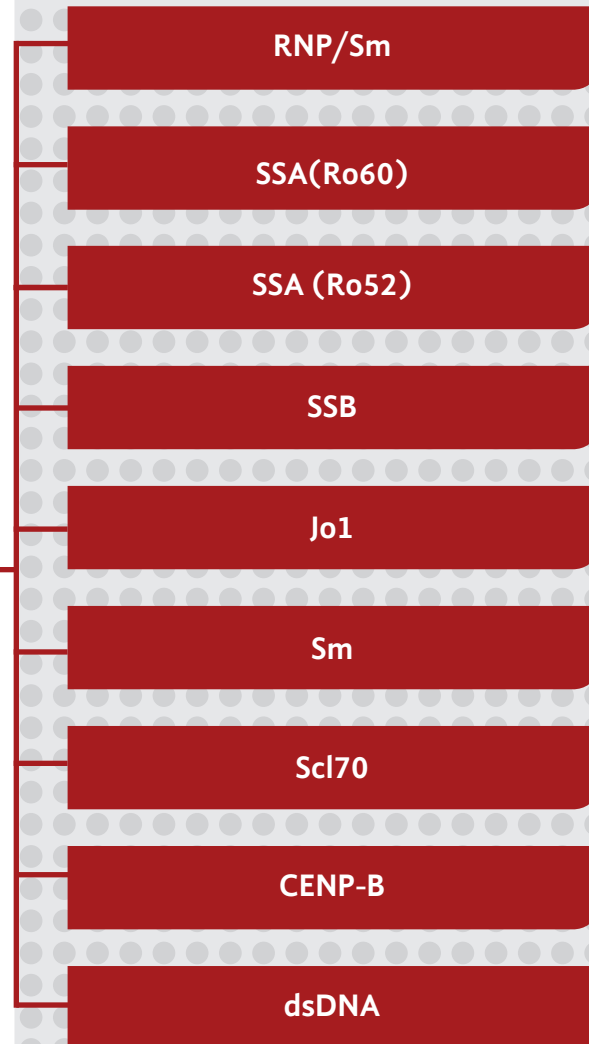 RNP/Sm
SSA(Ro60)
SSA (Ro52)
SSB
Jo1
Sm
Scl70
CENP-B
dsDNA